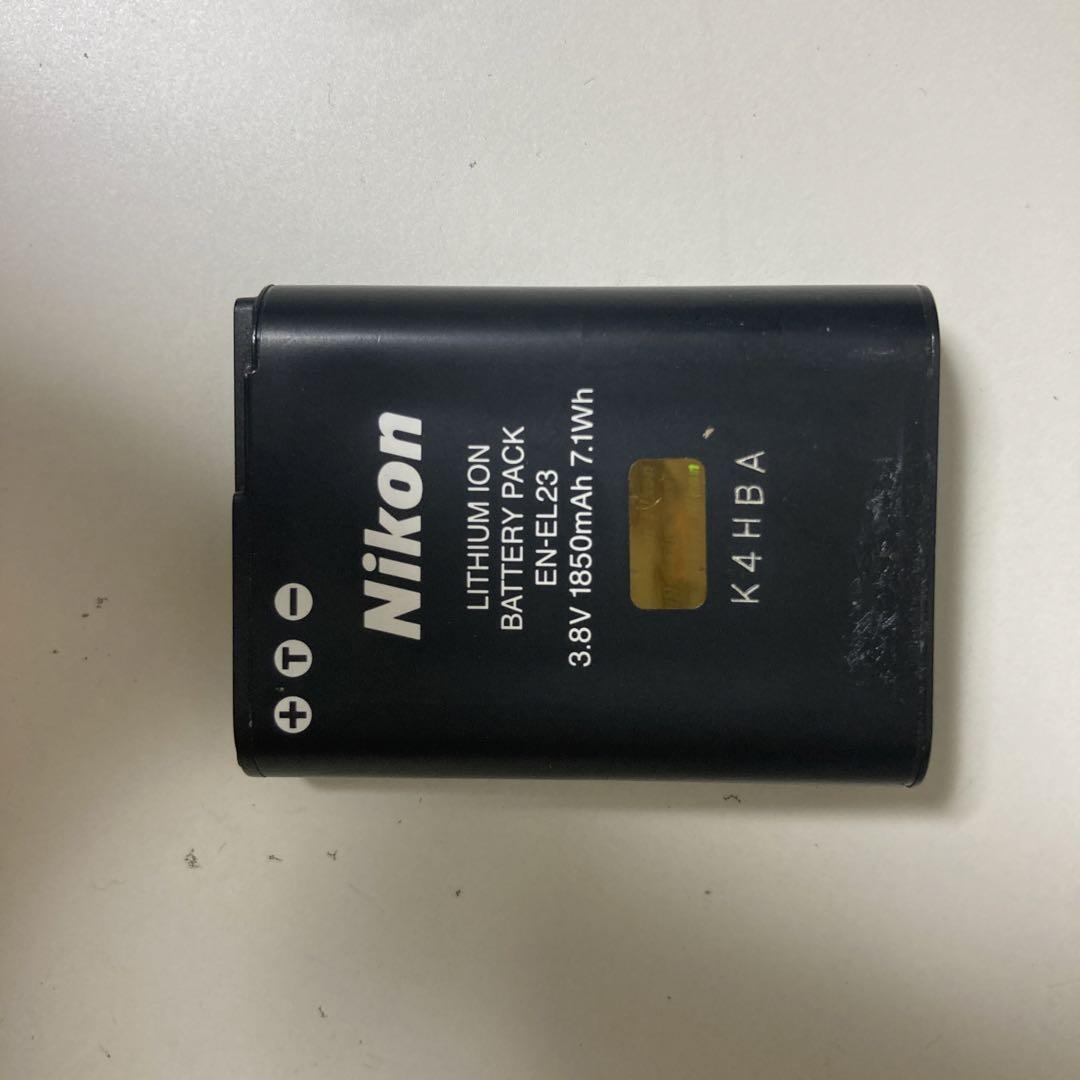 + T −
Nikon
LITHIUM ION
BATTERY PACK
EN-EL23
3.8V 1850mAh 7.1Wh
K4HBA